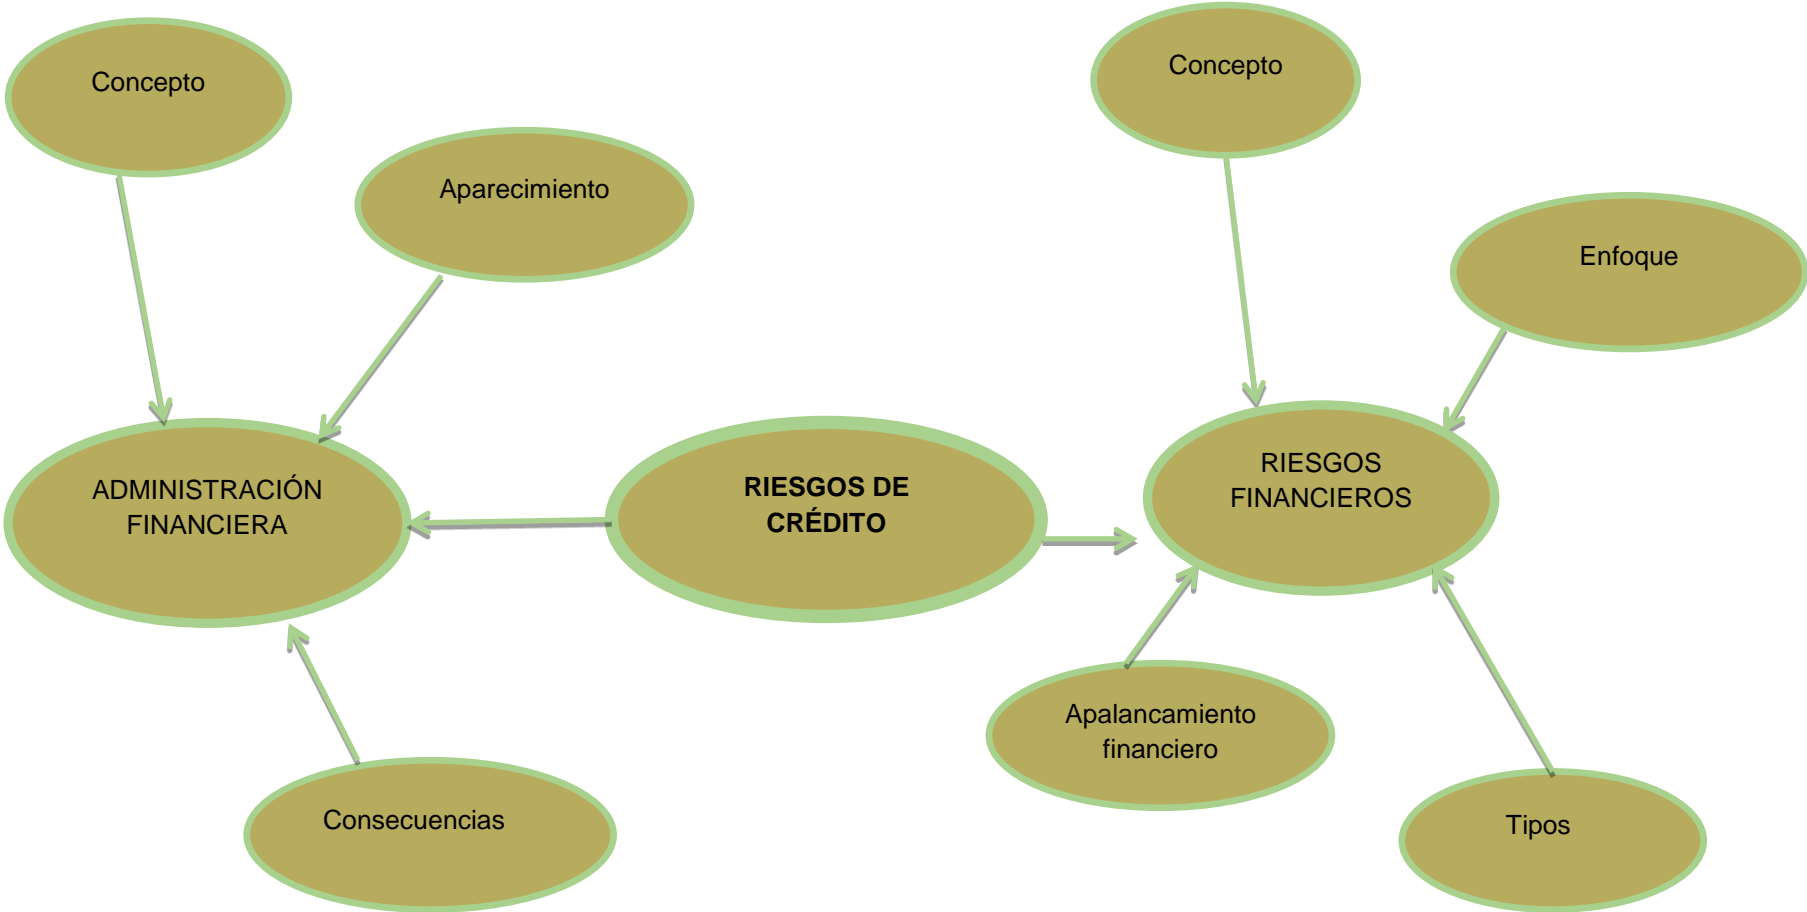 Concepto
Aparecimiento
ADMINISTRACIÓN
FINANCIERA
Consecuencias
RIESGOS DE
CRÉDITO
Concepto
Enfoque
RIESGOS
FINANCIEROS
Apalancamiento
financiero
Tipos